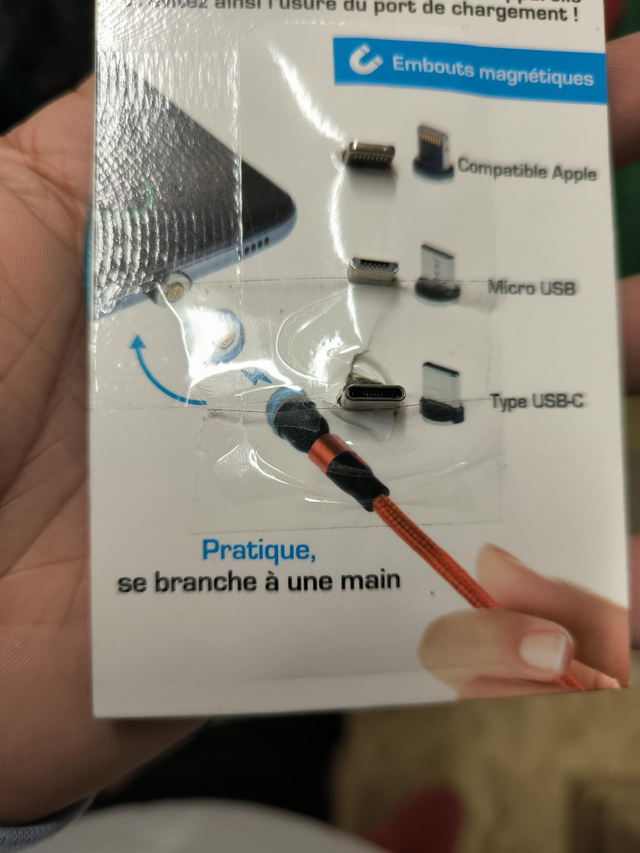 ainsi l'usure du port de chargement !
Embouts magnétiques
Compatible Apple
Micro USB
Type USB-C
Pratique,
se branche à une main